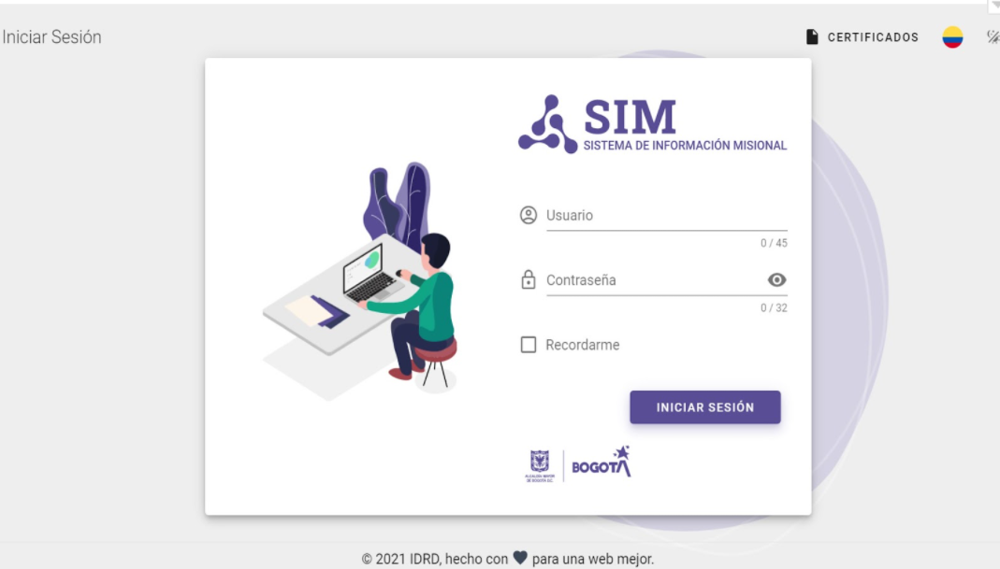 Iniciar Sesión
CERTIFICADOS
SIM
SISTEMA DE INFORMACIÓN MISIONAL
Usuario
0 / 45
Contraseña
0 / 32
Recordarme
INICIAR SESIÓN
ALCALDÍA MAYOR
DE BOGOTÁ D.C.
BOGOTÁ
© 2021 IDRD, hecho con 🖤 para una web mejor.